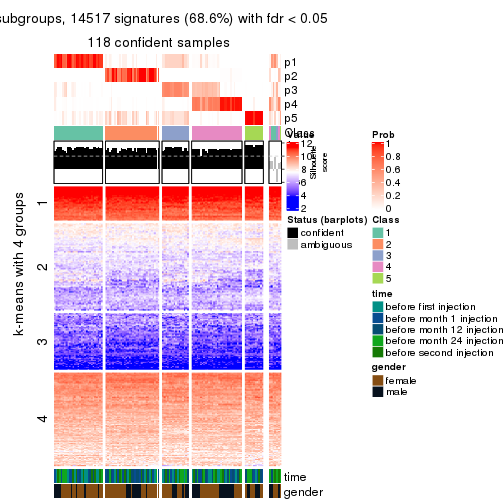 subgroups, 14517 signatures (68.6%) with fdr < 0.05
118 confident samples
p1
p2
p3
p4
p5
Class
k-means with 4 groups
1
2
3
4
time
gender
Value
12
10
8
6
4
2
Silhouette
score
Prob
1
0.8
0.6
0.4
0.2
0
Status (barplots)
confident
ambiguous
Class
1
2
3
4
5
time
before first injection
before month 1 injection
before month 12 injection
before month 24 injection
before second injection
gender
female
male